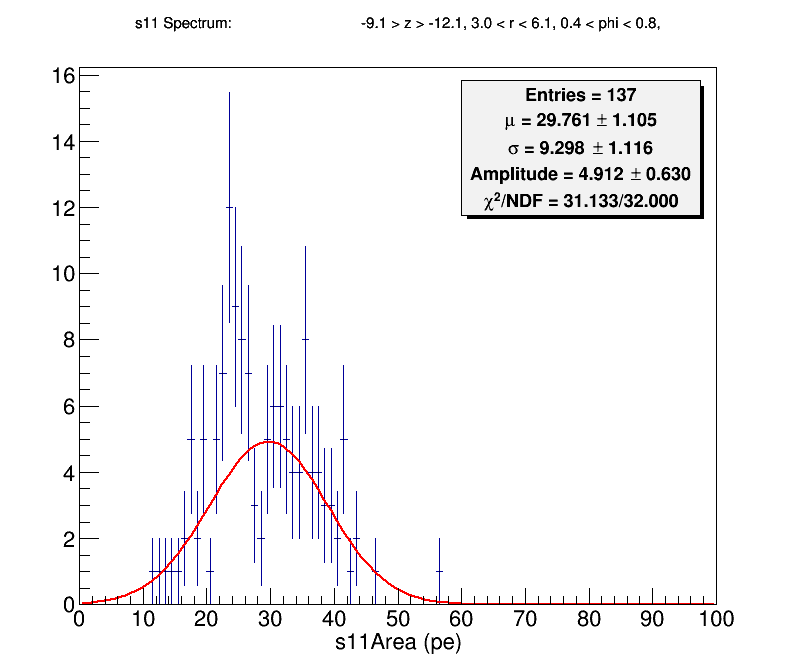 s11 Spectrum: -9.1 > z > -12.1, 3.0 < r < 6.1, 0.4 < phi < 0.8,
Entries = 137
μ = 29.761 ± 1.105
σ = 9.298 ± 1.116
Amplitude = 4.912 ± 0.630
χ²/NDF = 31.133/32.000
16
14
12
10
8
6
4
2
0
0 10 20 30 40 50 60 70 80 90 100
s11Area (pe)